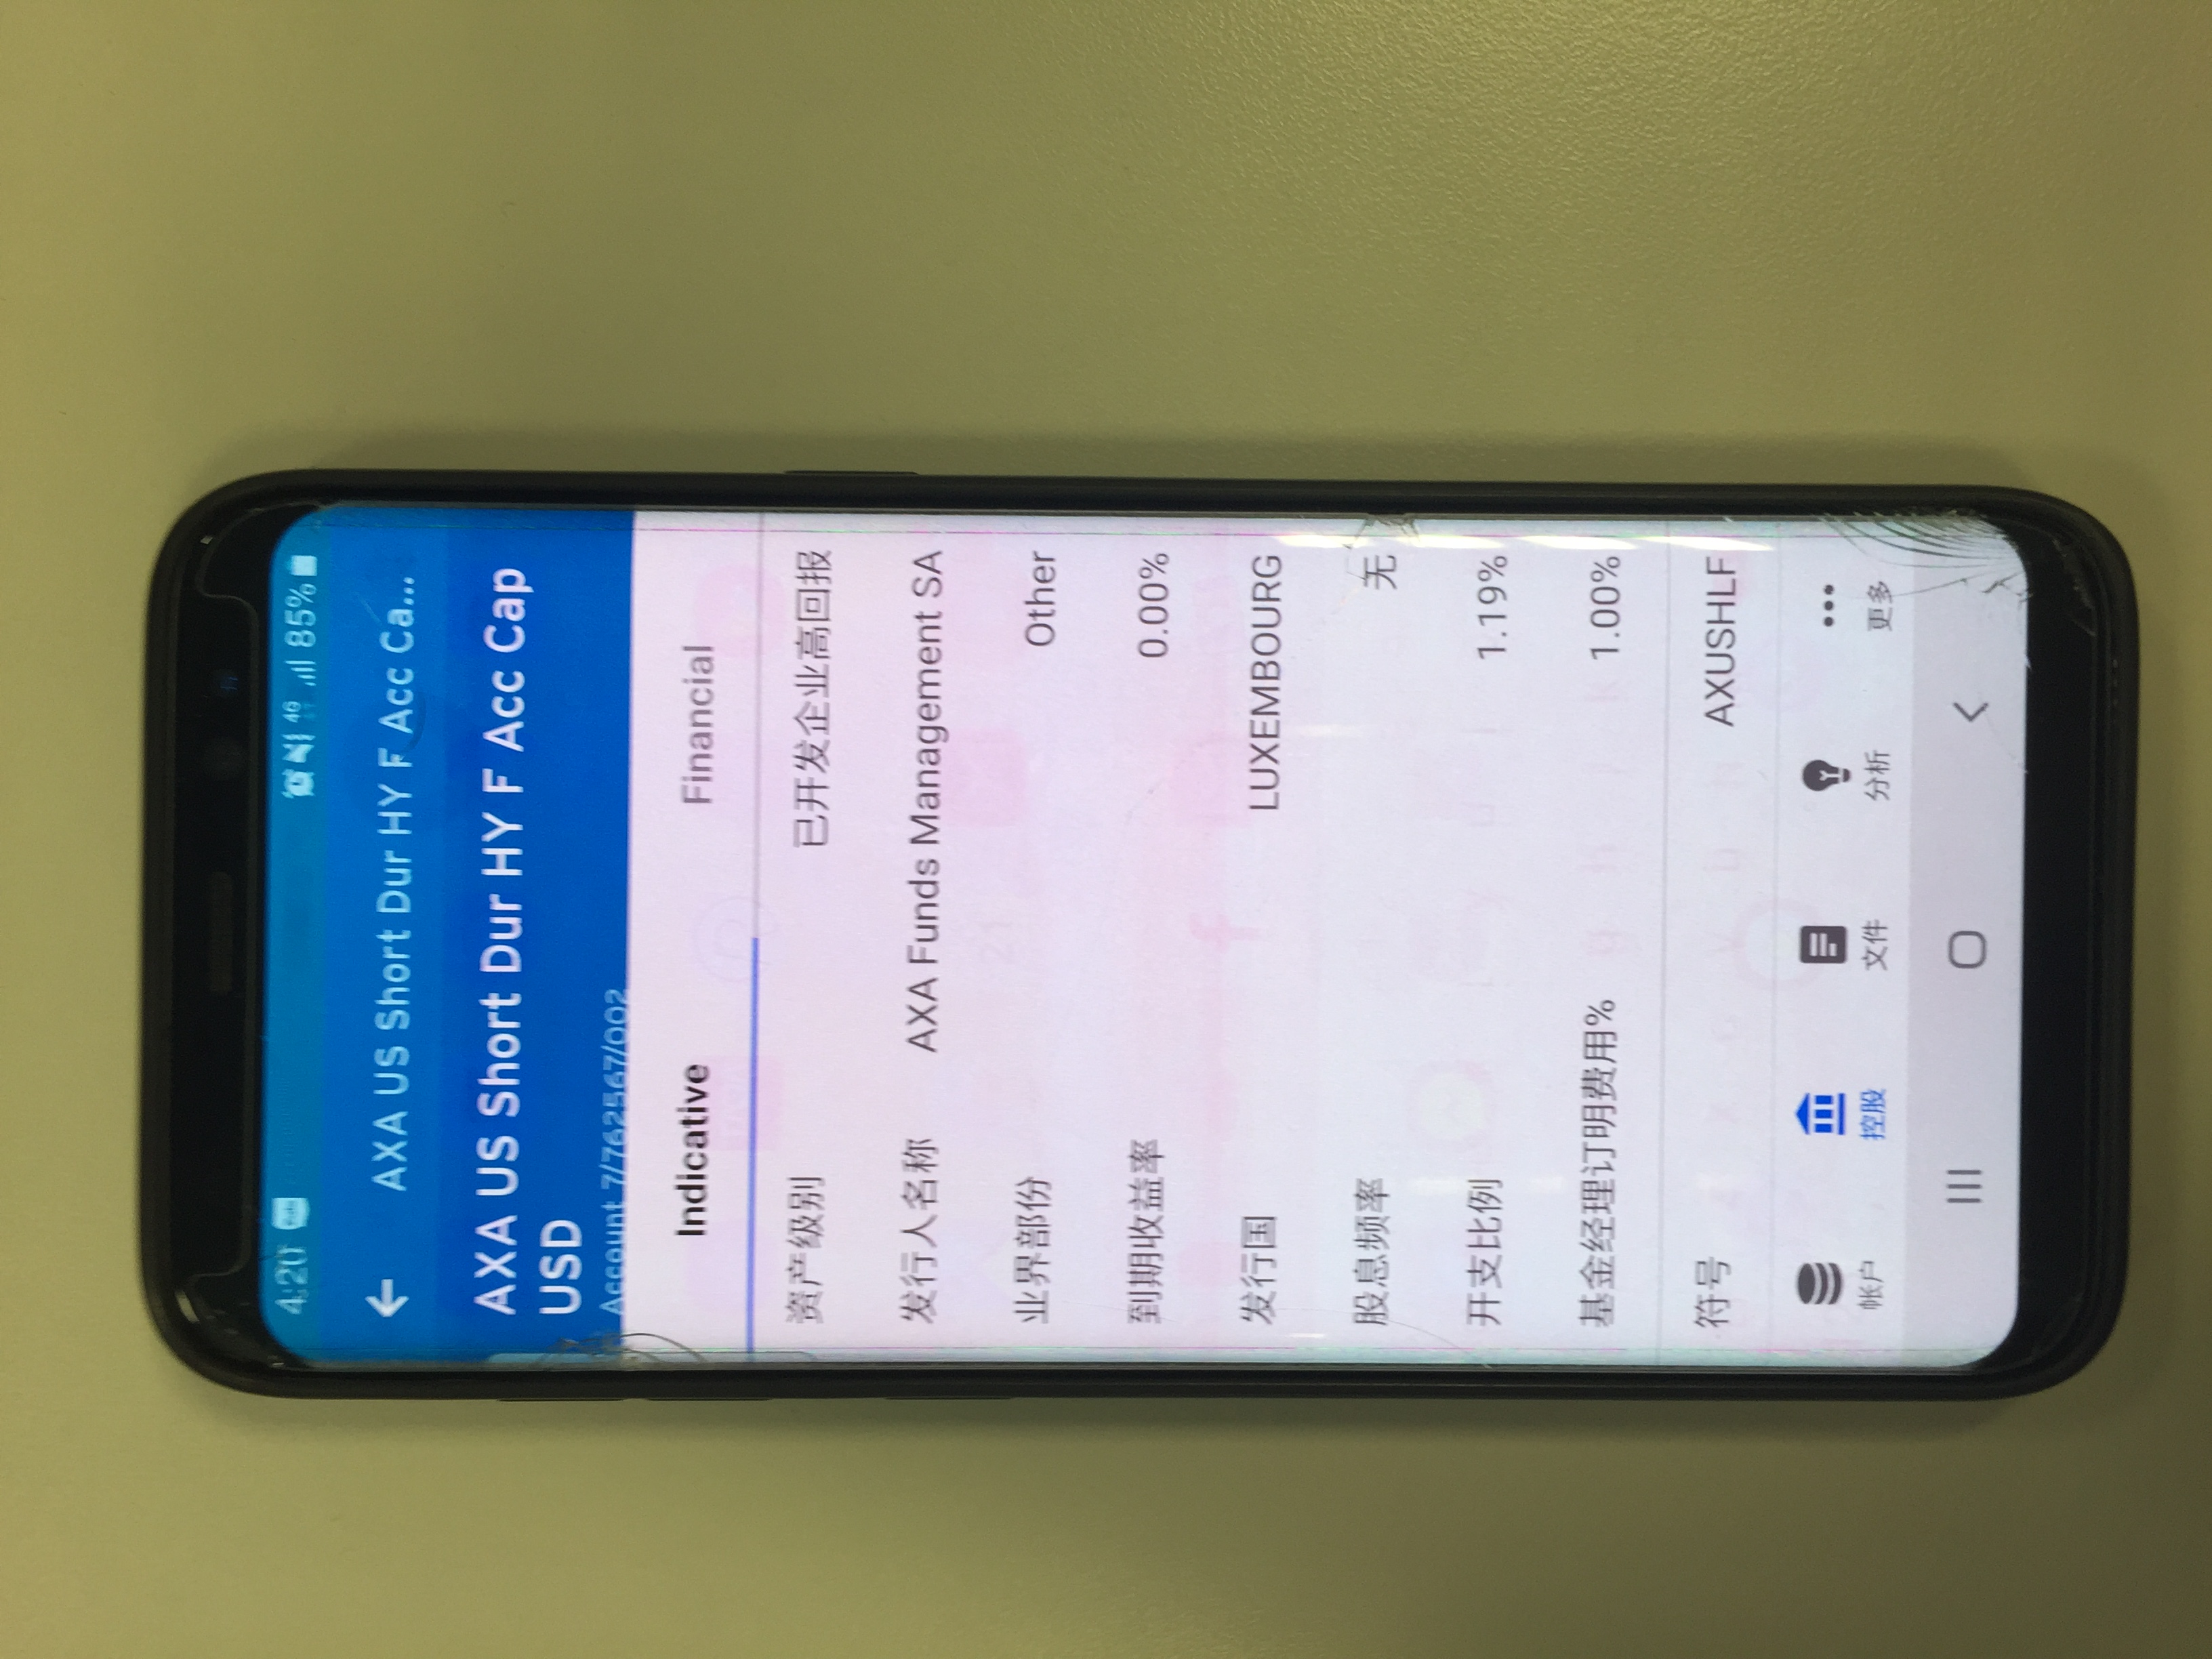 4:20
4G 85%
AXA US Short Dur HY F Acc Ca...
AXA US Short Dur HY F Acc Cap
USD
Account 7/762567/002
Indicative Financial
资产级别 已开发企业高回报
发行人名称 AXA Funds Management SA
业界部份 Other
到期收益率 0.00%
发行国 LUXEMBOURG
股息频率 无
开支比例 1.19%
基金经理订明费用% 1.00%
符号 AXUSHLF
帐户 控股 文件 分析 更多